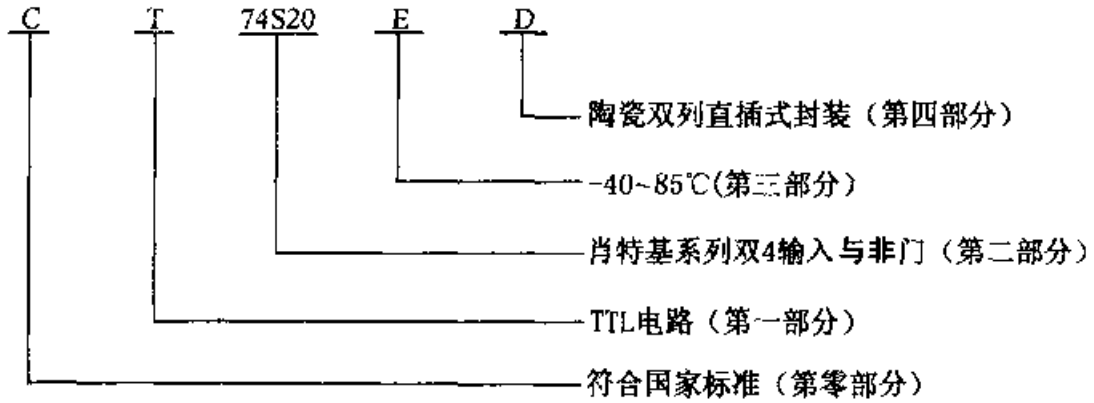 C T 74S20 E D
陶瓷双列直插式封装（第四部分）
-40~85℃(第三部分）
肖特基系列双4输入与非门（第二部分）
TTL电路（第一部分）
符合国家标准（第零部分）